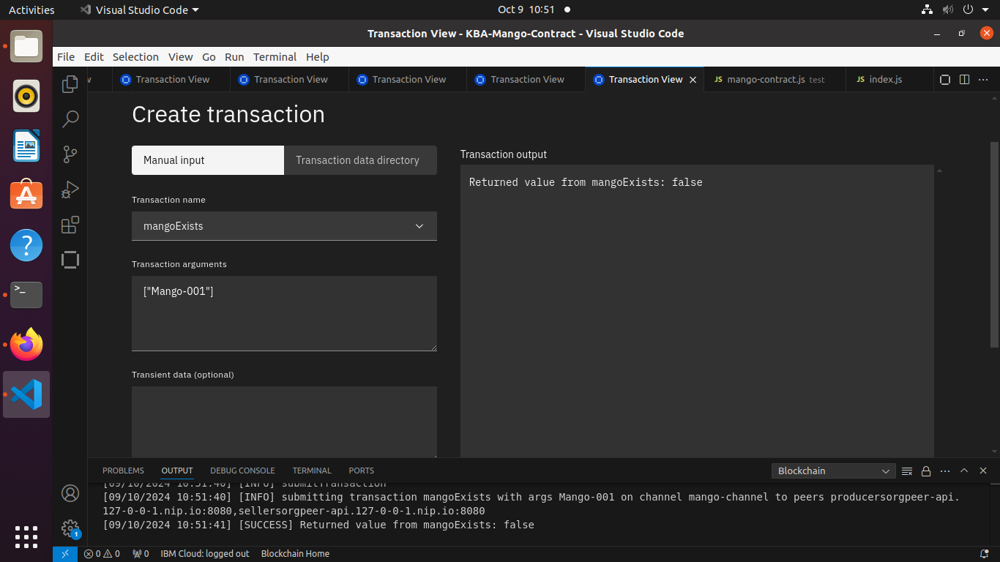 Activities
Visual Studio Code
Oct 9 10:51
Transaction View - KBA-Mango-Contract - Visual Studio Code
File Edit Selection View Go Run Terminal Help
Transaction View
Transaction View
Transaction View
Transaction View
Transaction View
JS mango-contract.js test
JS index.js
Create transaction
Manual input
Transaction data directory
Transaction name
mangoExists
Transaction arguments
["Mango-001"]
Transient data (optional)
Transaction output
Returned value from mangoExists: false
PROBLEMS OUTPUT DEBUG CONSOLE TERMINAL PORTS
Blockchain
[09/10/2024 10:51:40] [INFO] submitTransaction
[09/10/2024 10:51:40] [INFO] submitting transaction mangoExists with args Mango-001 on channel mango-channel to peers producersorgpeer-api.
127-0-0-1.nip.io:8080,sellersorgpeer-api.127-0-0-1.nip.io:8080
[09/10/2024 10:51:41] [SUCCESS] Returned value from mangoExists: false
1
0 0 0 IBM Cloud: logged out Blockchain Home